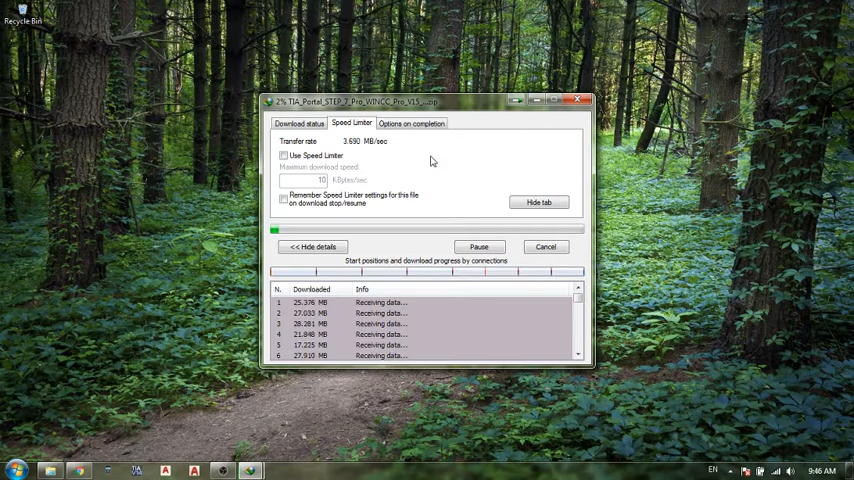 Recycle Bin
2% TIA_Portal_STEP_7_Pro_WINCC_Pro_V15_...zip
Download status
Speed Limiter
Options on completion
Transfer rate 3.690 MB/sec
Use Speed Limiter
Maximum download speed:
10 KBytes/sec
Remember Speed Limiter settings for this file
on download stop/resume
Hide tab
<< Hide details
Pause
Cancel
Start positions and download progress by connections
N. Downloaded Info
1 25.376 MB Receiving data...
2 27.033 MB Receiving data...
3 28.281 MB Receiving data...
4 21.848 MB Receiving data...
5 17.225 MB Receiving data...
6 27.910 MB Receiving data...
TIA
EN
9:46 AM